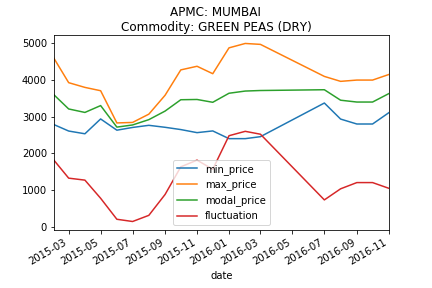 APMC: MUMBAI
Commodity: GREEN PEAS (DRY)
5000
4000
3000
2000
1000
0
min_price
max_price
modal_price
fluctuation
2015-03
2015-05
2015-07
2015-09
2015-11
2016-01
2016-03
2016-05
2016-07
2016-09
2016-11
date